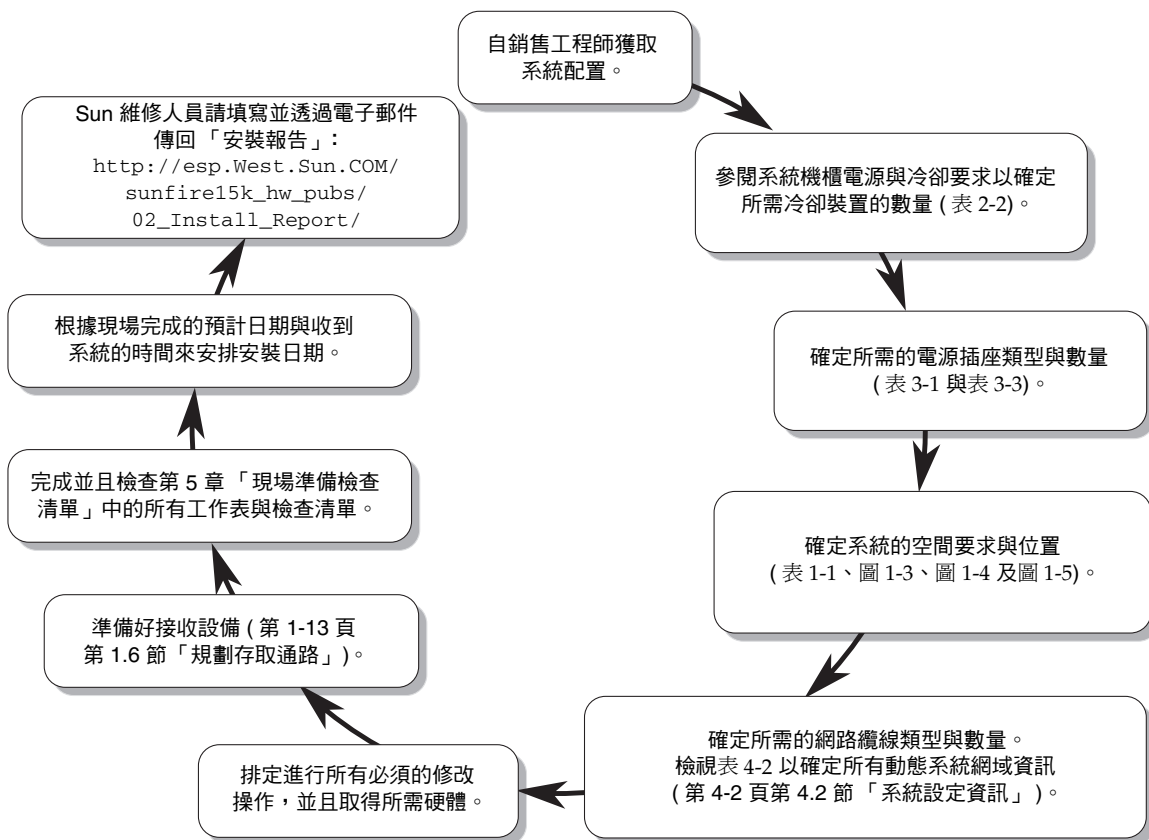 自銷售工程師獲取
系統配置。
參閱系統機櫃電源與冷卻要求以確定
所需冷卻裝置的數量 ( 表 2-2)。
確定所需的電源插座類型與數量
( 表 3-1 與表 3-3)。
確定系統的空間要求與位置
( 表 1-1、圖 1-3、圖 1-4 及圖 1-5)。
確定所需的網路纜線類型與數量。
檢視表 4-2 以確定所有動態系統網域資訊
( 第 4-2 頁第 4.2 節 「系統設定資訊」)。
排定進行所有必須的修改
操作，並且取得所需硬體。
準備好接收設備 ( 第 1-13 頁
第 1.6 節「規劃存取通路」)。
完成並且檢查第 5 章 「現場準備檢查
清單」中的所有工作表與檢查清單。
根據現場完成的預計日期與收到
系統的時間來安排安裝日期。
Sun 維修人員請填寫並透過電子郵件
傳回 「安裝報告」：
http://esp.West.Sun.COM/
sunfire15k_hw_pubs/
02_Install_Report/